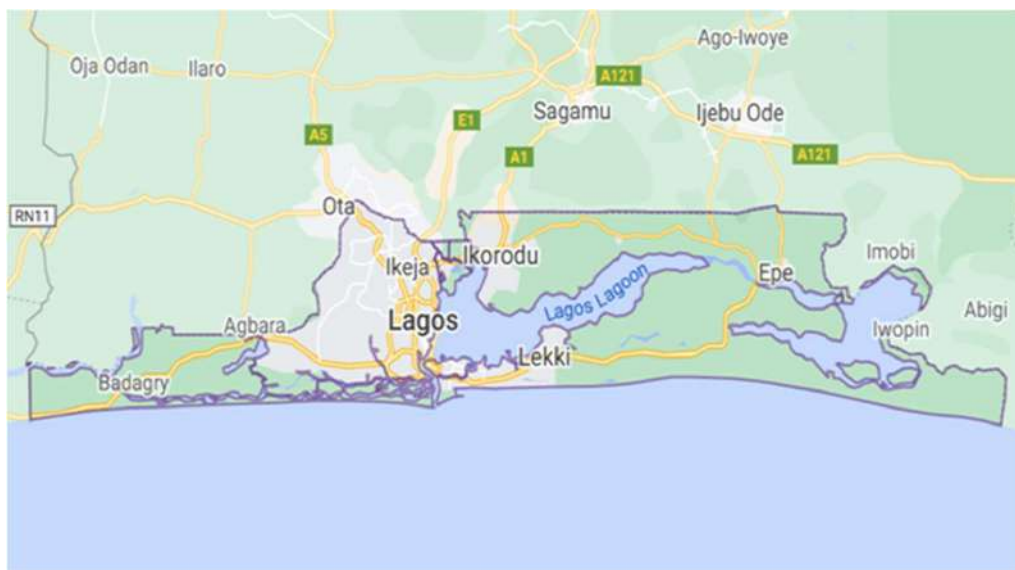 Ago-Iwoye
Oja Odan
Ilaro
A121
Sagamu
Ijebu Ode
E1
A5
A1
A121
Ota
RN11
Ikorodu
Imobi
Ikeja
Epe
Lagos Lagoon
Abigi
Lagos
Agbara
Iwopin
Lekki
Badagry